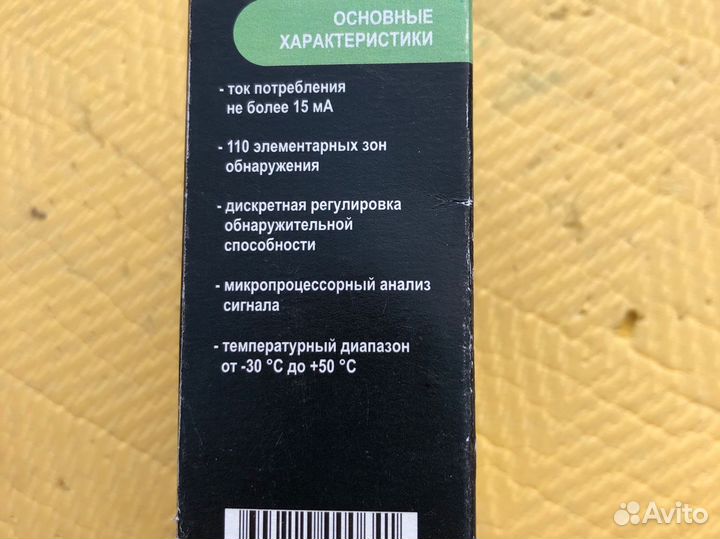 ОСНОВНЫЕ
ХАРАКТЕРИСТИКИ
- ток потребления
не более 15 мА
- 110 элементарных зон
обнаружения
- дискретная регулировка
обнаружительной
способности
- микропроцессорный анализ
сигнала
- температурный диапазон
от -30 °С до +50 °С
Avito